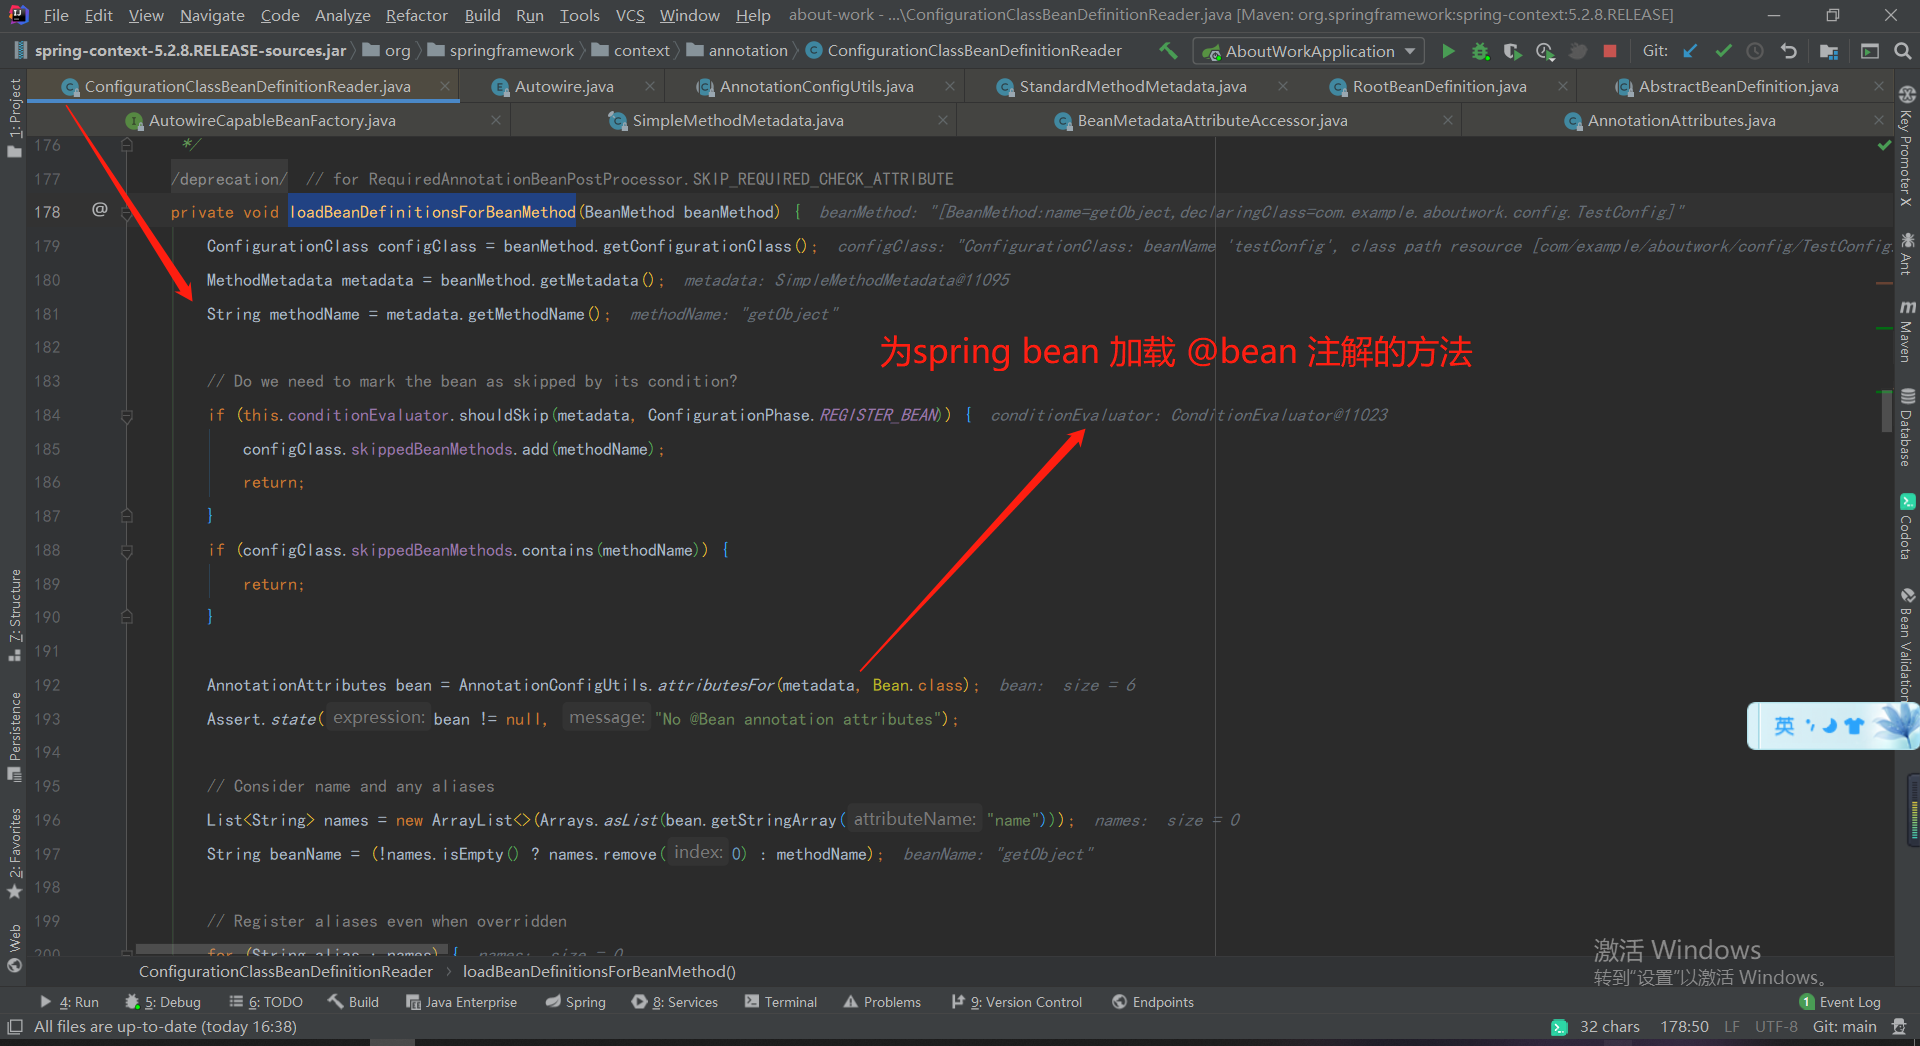 File Edit View Navigate Code Analyze Refactor Build Run Tools VCS Window Help about-work - ...\ConfigurationClassBeanDefinitionReader.java [Maven: org.springframework:spring-context:5.2.8.RELEASE]
spring-context-5.2.8.RELEASE-sources.jar org springframework context annotation ConfigurationClassBeanDefinitionReader AboutWorkApplication Git:
ConfigurationClassBeanDefinitionReader.java Autowire.java AnnotationConfigUtils.java StandardMethodMetadata.java RootBeanDefinition.java AbstractBeanDefinition.java
AutowireCapableBeanFactory.java SimpleMethodMetadata.java BeanMetadataAttributeAccessor.java AnnotationAttributes.java
176 */
177 /deprecation/ // for RequiredAnnotationBeanPostProcessor.SKIP_REQUIRED_CHECK_ATTRIBUTE
178 @ private void loadBeanDefinitionsForBeanMethod(BeanMethod beanMethod) { beanMethod: "[BeanMethod:name=getObject,declaringClass=com.example.aboutwork.config.TestConfig]"
179 ConfigurationClass configClass = beanMethod.getConfigurationClass(); configClass: "ConfigurationClass: beanName 'testConfig', class path resource [com/example/aboutwork/config/TestConfig.
180 MethodMetadata metadata = beanMethod.getMetadata(); metadata: SimpleMethodMetadata@11095
181 String methodName = metadata.getMethodName(); methodName: "getObject"
182
为spring bean 加载 @bean 注解的方法
183 // Do we need to mark the bean as skipped by its condition?
184 if (this.conditionEvaluator.shouldSkip(metadata, ConfigurationPhase.REGISTER_BEAN)) { conditionEvaluator: ConditionEvaluator@11023
185 configClass.skippedBeanMethods.add(methodName);
186 return;
187 }
188 if (configClass.skippedBeanMethods.contains(methodName)) {
189 return;
190 }
191
192 AnnotationAttributes bean = AnnotationConfigUtils.attributesFor(metadata, Bean.class); bean: size = 6
193 Assert.state( expression: bean != null, message: "No @Bean annotation attributes");
194
195 // Consider name and any aliases
196 List<String> names = new ArrayList<>(Arrays.asList(bean.getStringArray( attributeName: "name"))); names: size = 0
197 String beanName = (!names.isEmpty() ? names.remove( index: 0) : methodName); beanName: "getObject"
198
199 // Register aliases even when overridden
200 for (String alias : names) { names: size = 0
ConfigurationClassBeanDefinitionReader › loadBeanDefinitionsForBeanMethod()
4: Run 5: Debug 6: TODO Build Java Enterprise Spring 8: Services Terminal Problems 9: Version Control Endpoints 1 Event Log
All files are up-to-date (today 16:38) 32 chars 178:50 LF UTF-8 Git: main
1: Project
7: Structure
Persistence
2: Favorites
Web
Key Promoter X
Ant
Maven
Database
Codota
Bean Validation
英
激活 Windows
转到“设置”以激活 Windows。